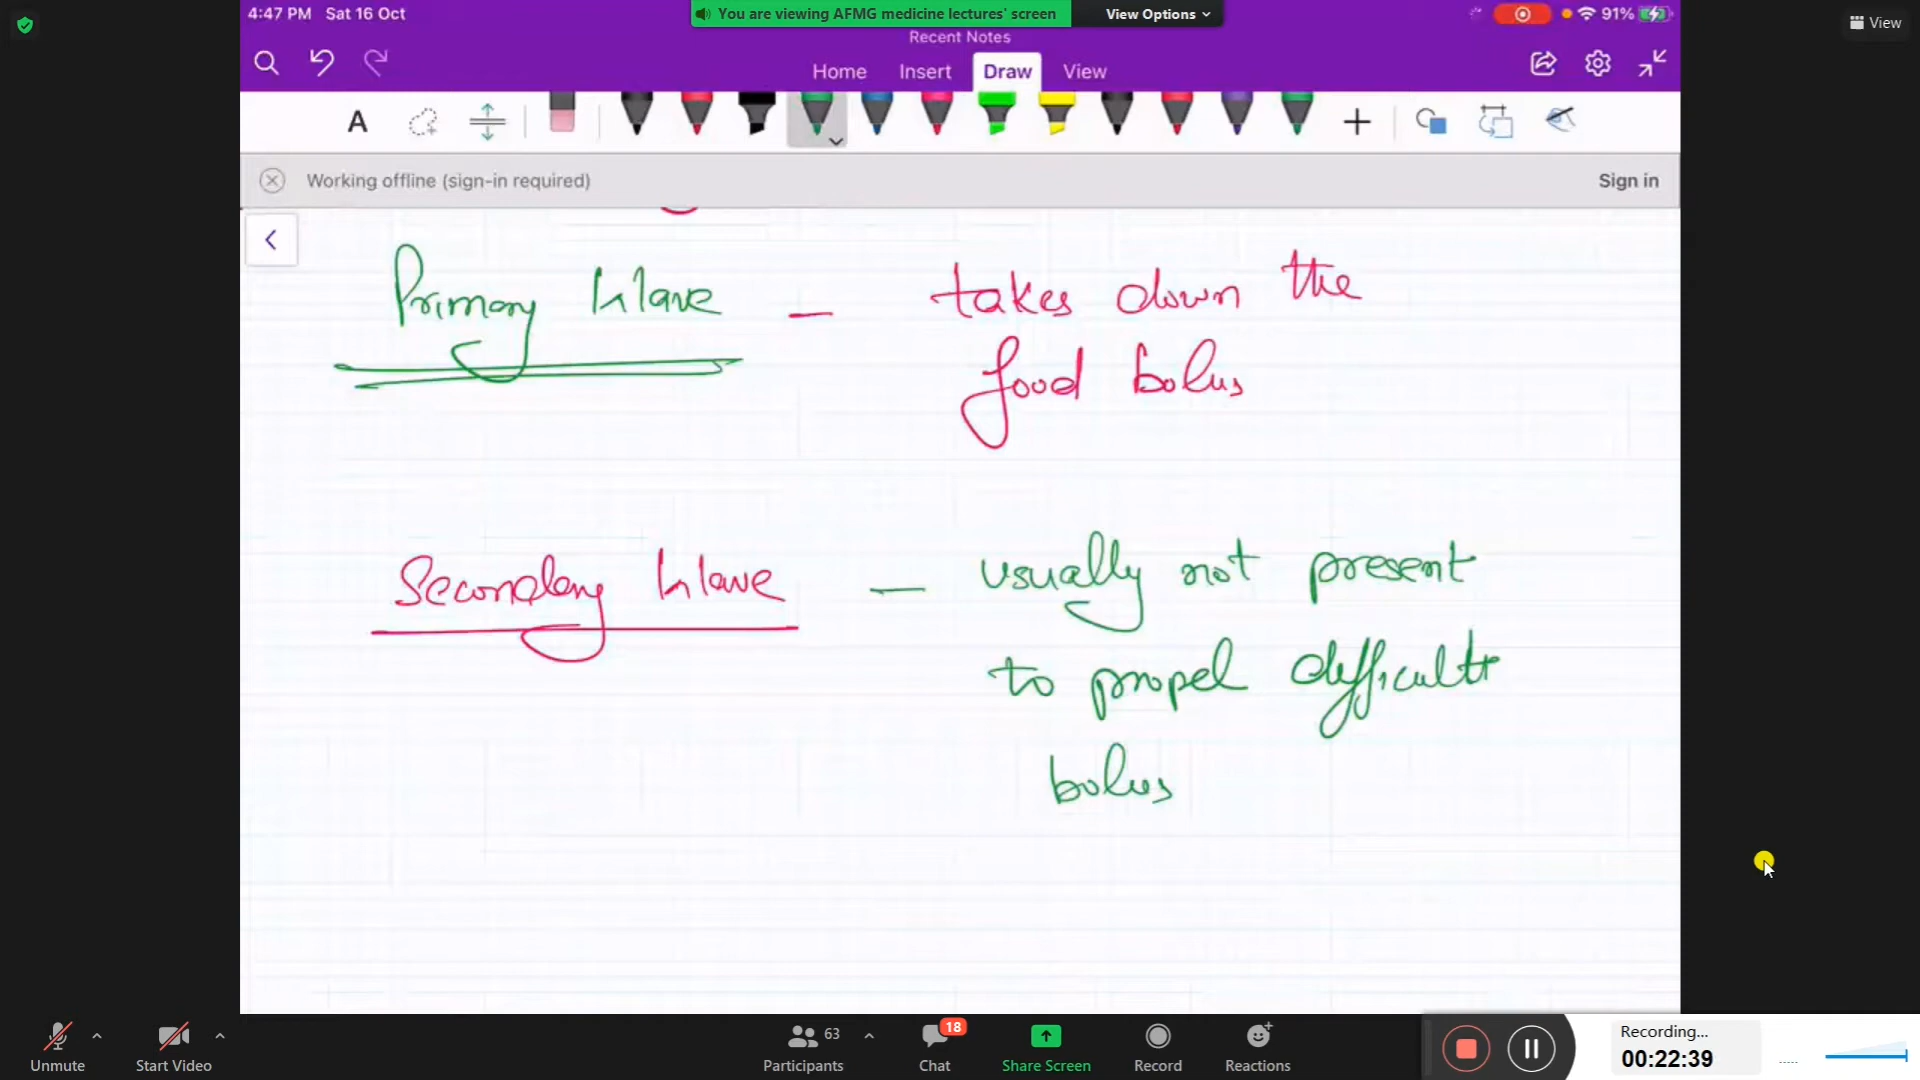 4:47 PM Sat 16 Oct
You are viewing AFMG medicine lectures' screen
View Options
91%
View
Recent Notes
Home Insert Draw View
A
Working offline (sign-in required)
Sign in
Primary Wave – takes down the
food bolus
Secondary Wave – usually not present
to propel difficult
bolus
63
18
Unmute
Start Video
Participants
Chat
Share Screen
Record
Reactions
Recording...
00:22:39